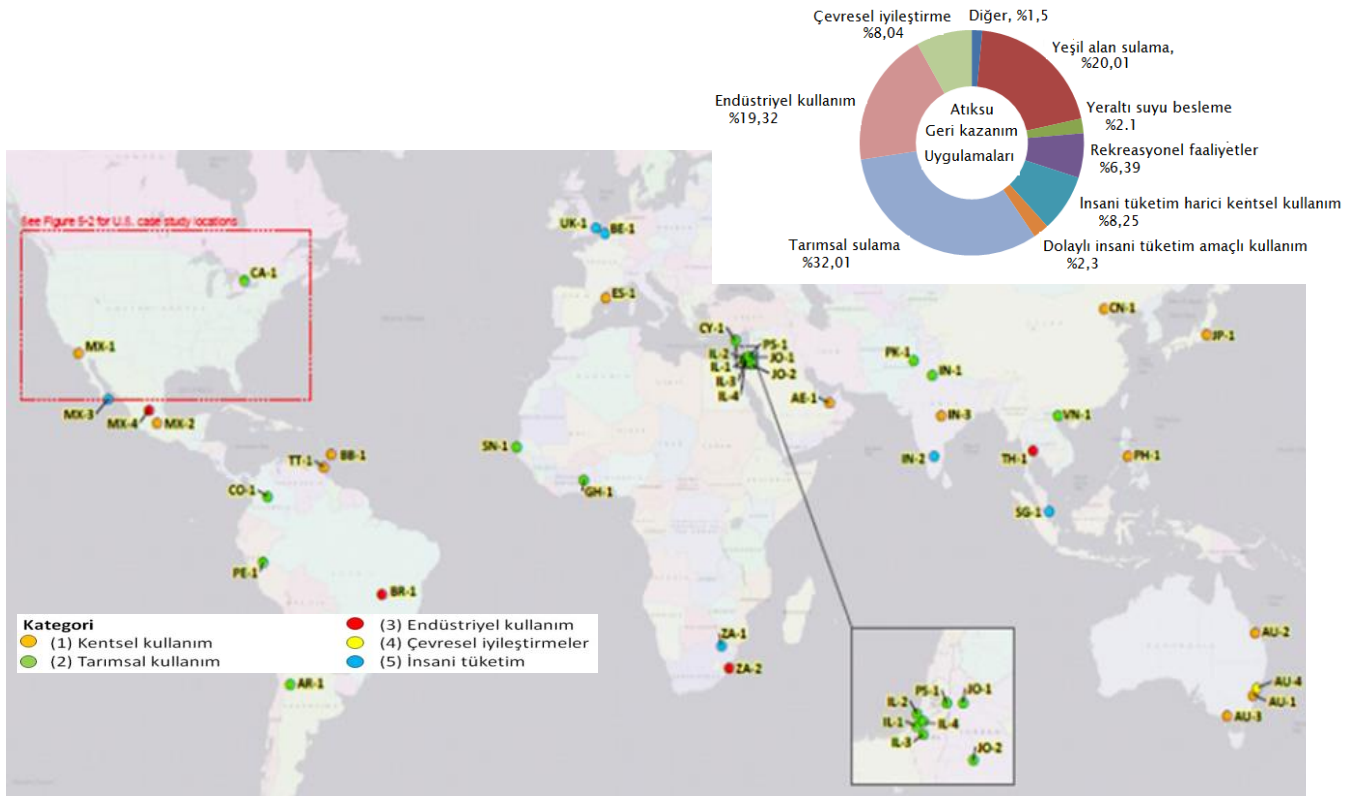 Çevresel iyileştirme
%8,04
Diğer, %1,5
Yeşil alan sulama,
%20,01
Endüstriyel kullanım
%19,32
Yeraltı suyu besleme
%2.1
Atıksu
Geri kazanım
Uygulamaları
Rekreasyonel faaliyetler
%6,39
İnsani tüketim harici kentsel kullanım
%8,25
Tarımsal sulama
%32,01
Dolaylı insani tüketim amaçlı kullanım
%2,3
See Figure 5-2 for U.S. case study locations
UK-1
BE-1
CA-1
ES-1
CN-1
CY-1
JP-1
MX-1
IL-2
PS-1
JO-1
IL-1
PK-1
IN-1
IL-3
JO-2
IL-4
AE-1
MX-3
MX-4
MX-2
IN-3
VN-1
SN-1
BB-1
TT-1
IN-2
TH-1
PH-1
CO-1
GH-1
SG-1
PE-1
BR-1
Kategori
(1) Kentsel kullanım
(2) Tarımsal kullanım
(3) Endüstriyel kullanım
(4) Çevresel iyileştirmeler
(5) İnsani tüketim
ZA-1
ZA-2
AU-2
AR-1
AU-4
AU-1
AU-3
PS-1
JO-1
IL-2
IL-1
IL-4
IL-3
JO-2